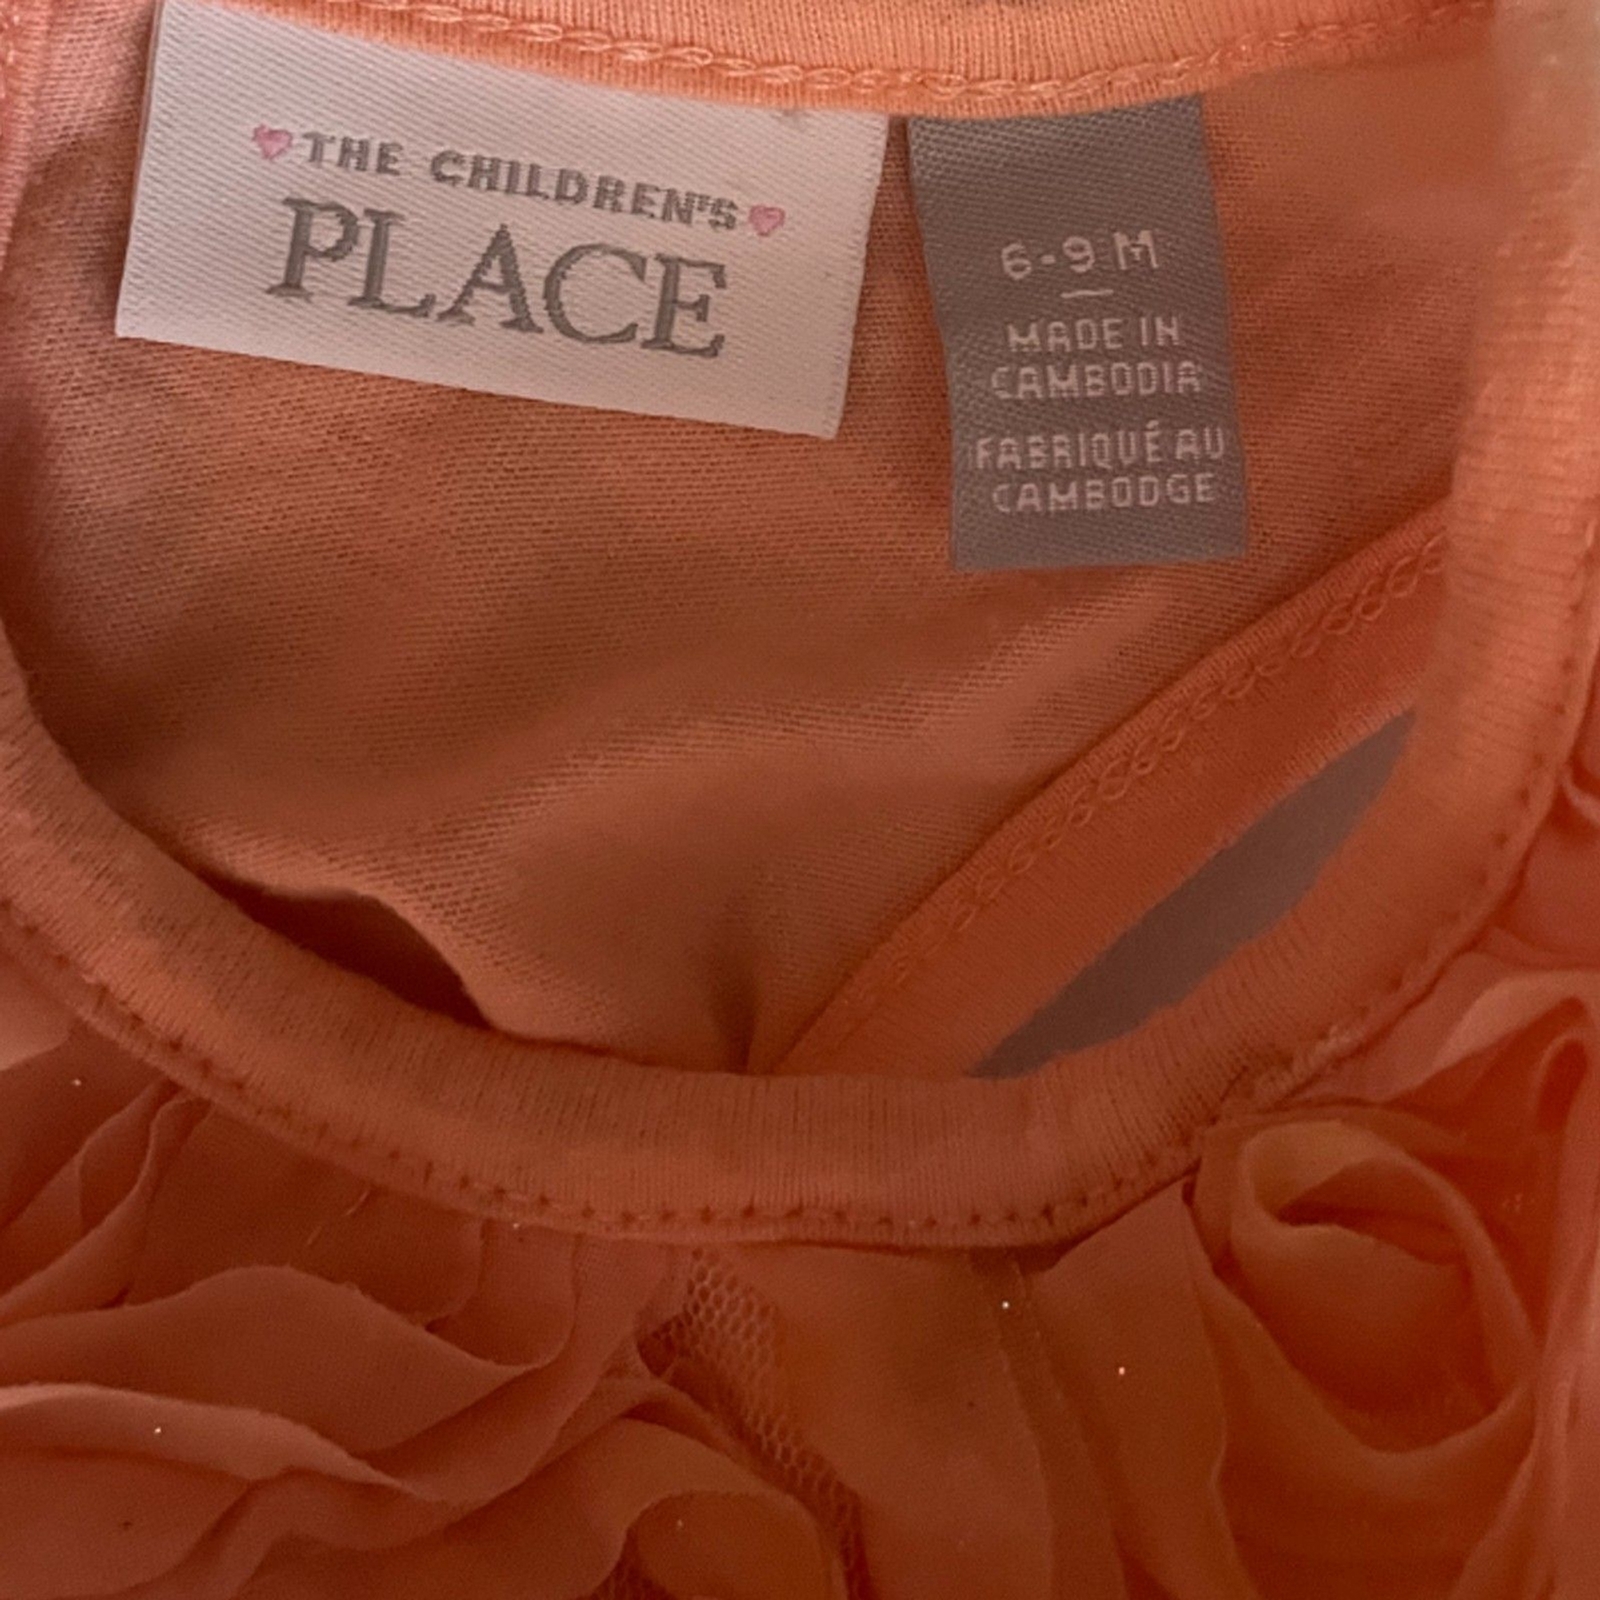 THE CHILDREN'S
PLACE
6-9 M
MADE IN
CAMBODIA
FABRIQUÉ AU
CAMBODGE